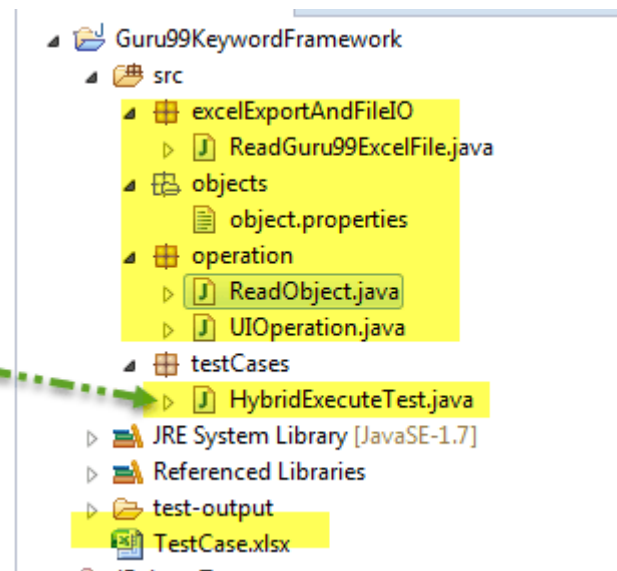 Guru99KeywordFramework
src
excelExportAndFileIO
ReadGuru99ExcelFile.java
objects
object.properties
operation
ReadObject.java
UIOperation.java
testCases
HybridExecuteTest.java
JRE System Library [JavaSE-1.7]
Referenced Libraries
test-output
TestCase.xlsx